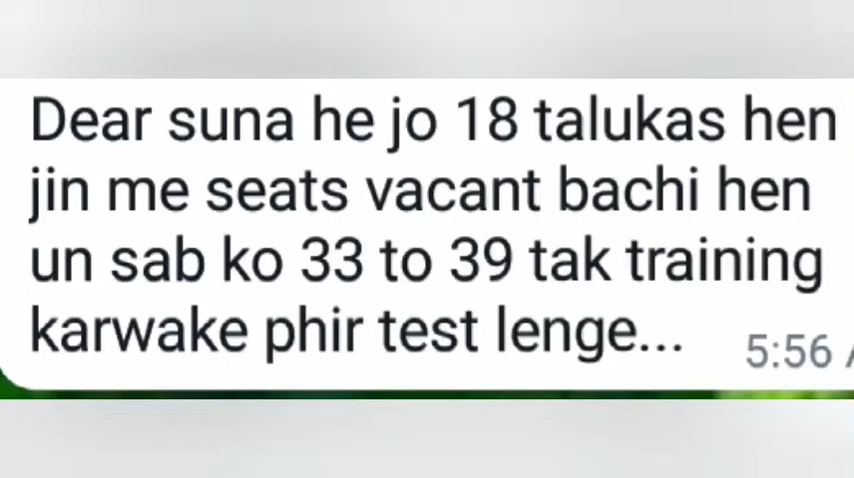 Dear suna he jo 18 talukas hen
jin me seats vacant bachi hen
un sab ko 33 to 39 tak training
karwake phir test lenge...
5:56